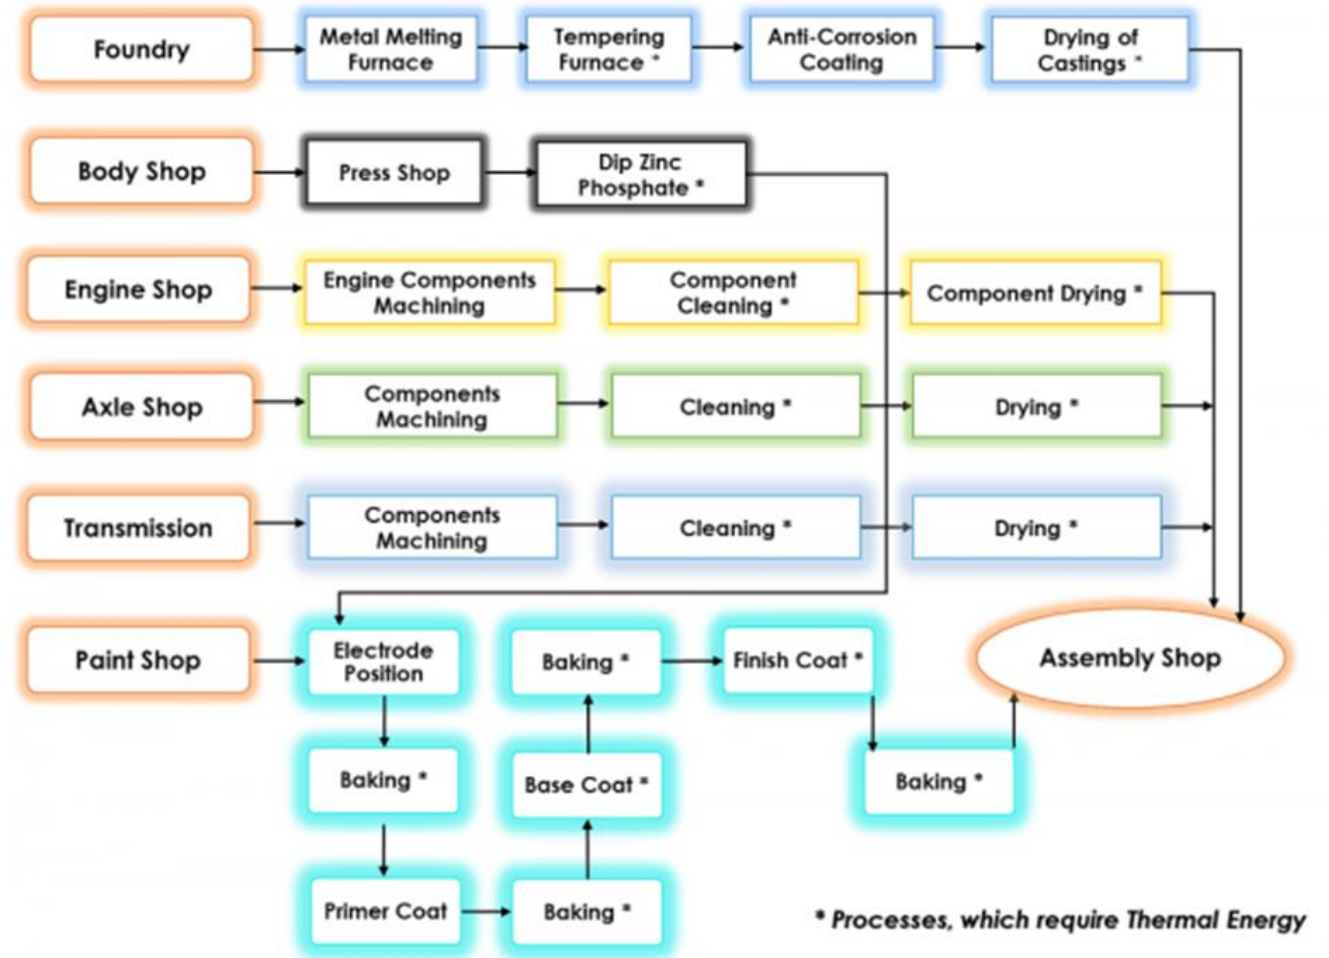 Foundry
Metal Melting
Furnace
Tempering
Furnace *
Anti-Corrosion
Coating
Drying of
Castings *
Body Shop
Press Shop
Dip Zinc
Phosphate *
Engine Shop
Engine Components
Machining
Component
Cleaning *
Component Drying *
Axle Shop
Components
Machining
Cleaning *
Drying *
Transmission
Components
Machining
Cleaning *
Drying *
Paint Shop
Electrode
Position
Baking *
Finish Coat *
Assembly Shop
Baking *
Base Coat *
Baking *
Primer Coat
Baking *
* Processes, which require Thermal Energy